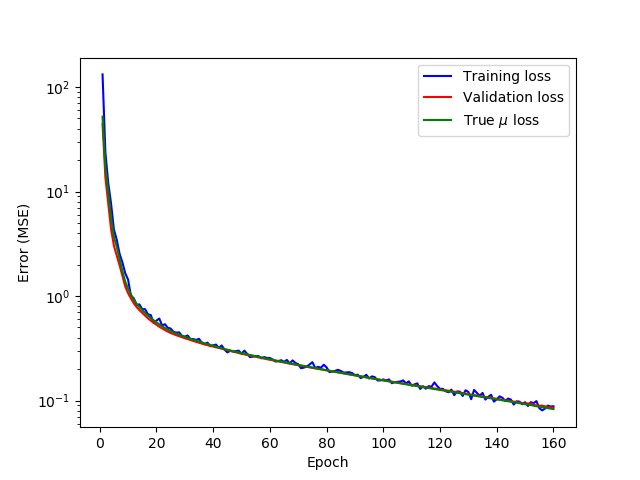 Training loss
Validation loss
True μ loss
Error (MSE)
10²
10¹
10⁰
10⁻¹
0 20 40 60 80 100 120 140 160
Epoch